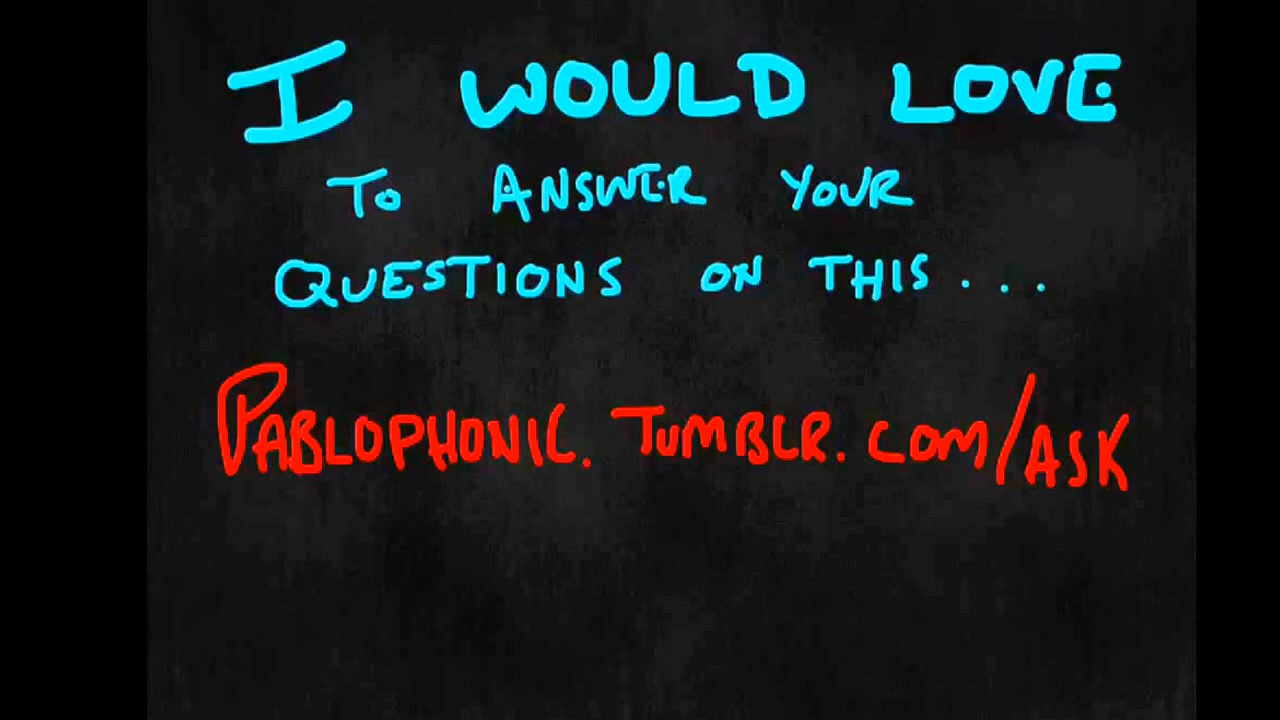 I WOULD LOVE
TO ANSWER YOUR
QUESTIONS ON THIS...
PABLOPHONIC.TUMBLR.COM/ASK